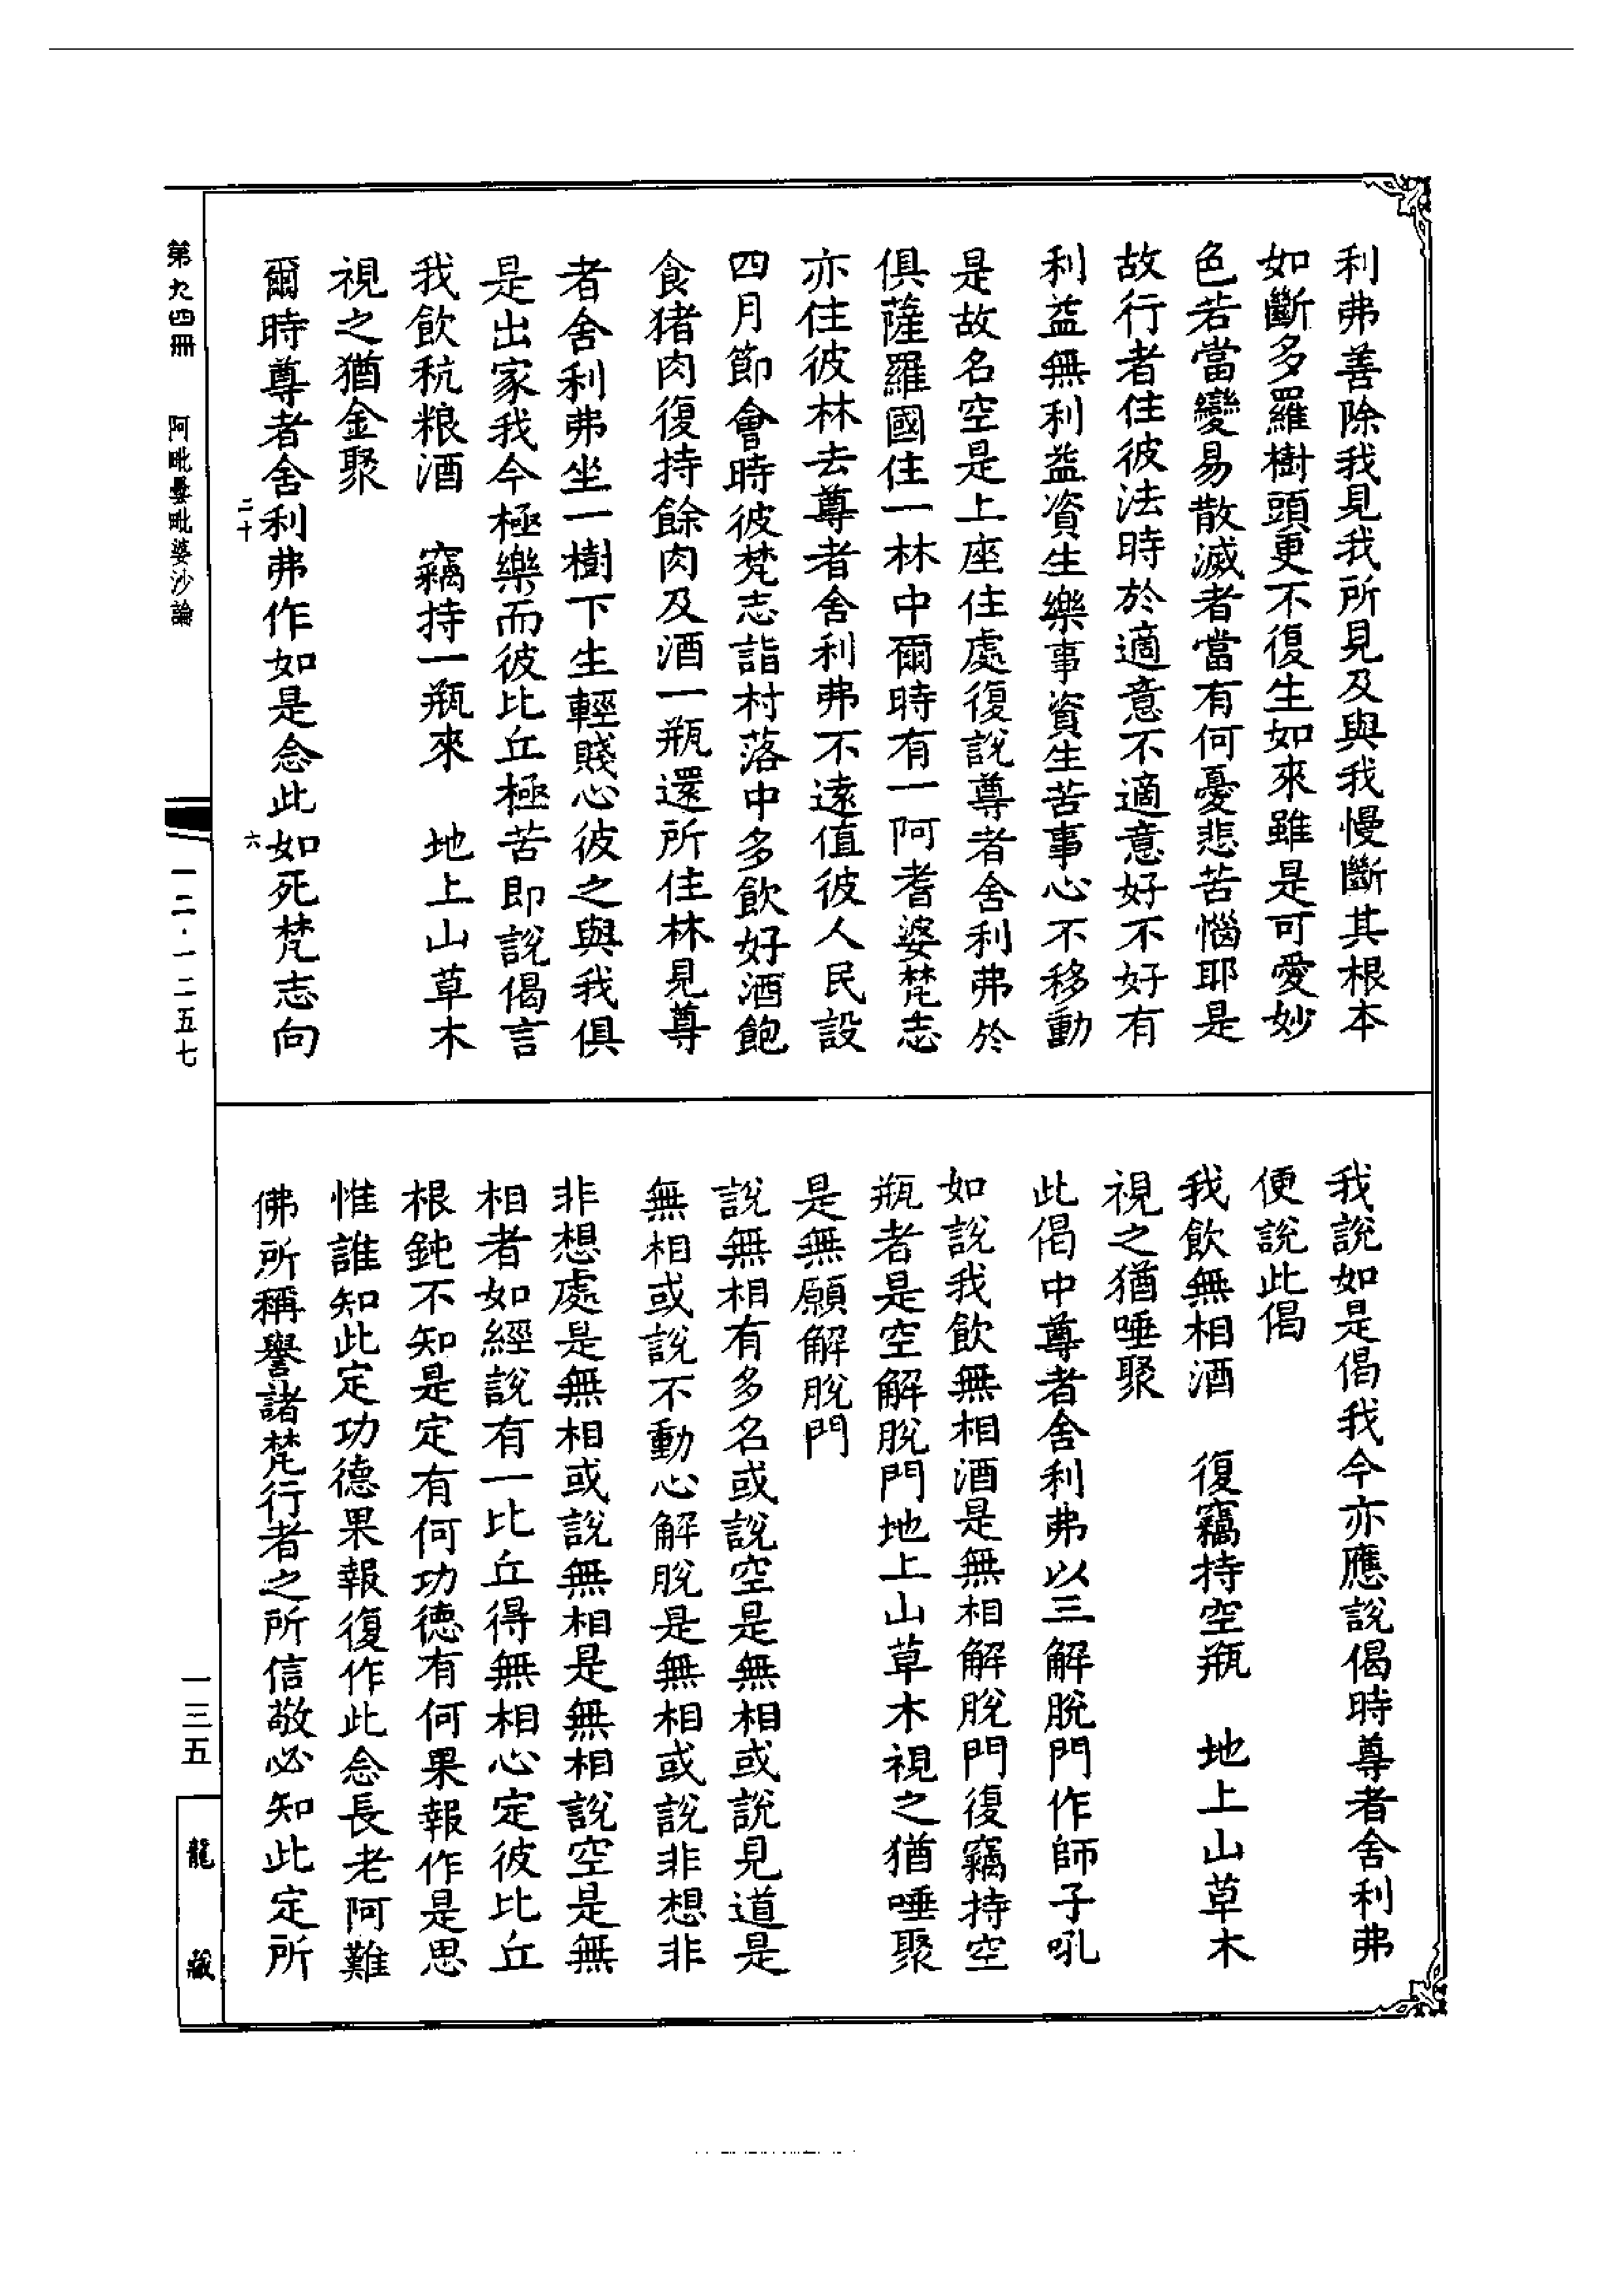 利弗善除我見我所見及與我慢斷其根本
如斷多羅樹頭更不復生如來雖是可愛妙
色若當變易散滅者當有何憂悲苦惱耶是
故行者住彼法時於適意不適意好不好有
利益無利益資生樂事資生苦事心不移動
是故名空是上座住處復說尊者舍利弗於
俱薩羅國住一林中爾時有一阿耆婆梵志
亦住彼林去尊者舍利弗不遠值彼人民設
四月節會時彼梵志詣村落中多飲好酒飽
食猪肉復持餘肉及酒一瓶還所住林見尊
者舍利弗坐一樹下生輕賤心彼之與我俱
是出家我今極樂而彼比丘極苦即說偈言
我飲秔粮酒　竊持一瓶來　地上山草木
視之猶金聚
爾時尊者舍利弗作如是念此如死梵志向
我說如是偈我今亦應說偈時尊者舍利弗
便說此偈
我飲無相酒　復竊持空瓶　地上山草木
視之猶唾聚
此偈中尊者舍利弗以三解脫門作師子吼
如說我飲無相酒是無相解脫門復竊持空
瓶者是空解脫門地上山草木視之猶唾聚
是無願解脫門
說無相有多名或說空是無相或說見道是
無相或說不動心解脫是無相或說非想非
非想處是無相或說無相是無相說空是無
相者如經說有一比丘得無相心定彼比丘
根鈍不知是定有何功德有何果報作是思
惟誰知此定功德果報復作此念長老阿難
佛所稱譽諸梵行者之所信敬必知此定所
第九四冊　阿毗曇毗婆沙論
二十
六
一二·一二五七
一三五
龍藏